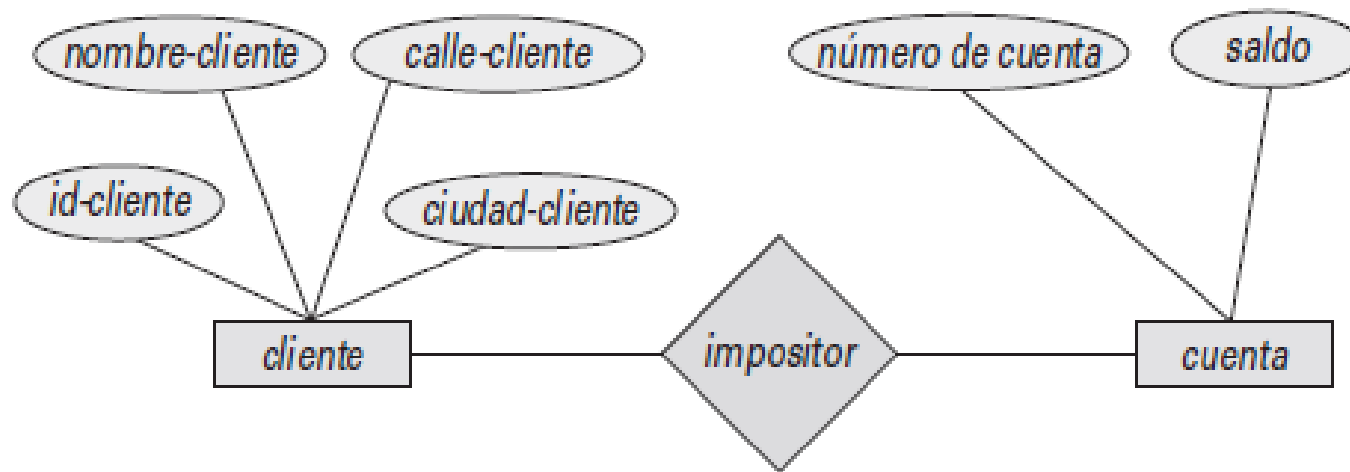 nombre-cliente
calle-cliente
número de cuenta
saldo
id-cliente
ciudad-cliente
cliente
impositor
cuenta